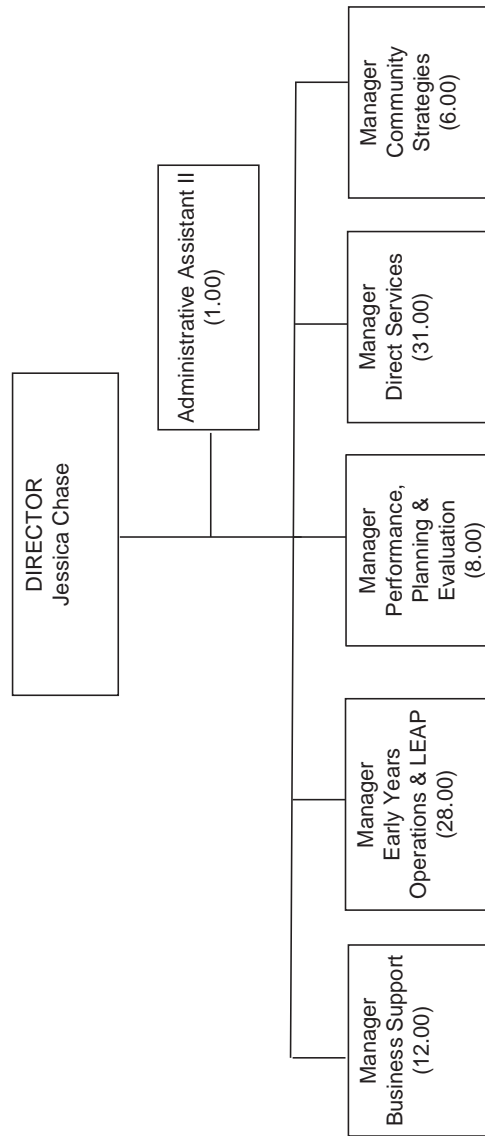 DIRECTOR
Jessica Chase
Administrative Assistant II
(1.00)
Manager
Business Support
(12.00)
Manager
Early Years
Operations & LEAP
(28.00)
Manager
Performance,
Planning &
Evaluation
(8.00)
Manager
Direct Services
(31.00)
Manager
Community
Strategies
(6.00)